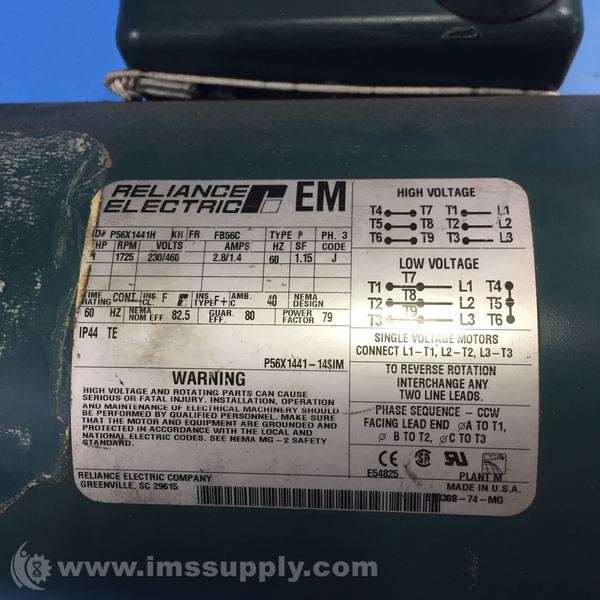 RELIANCE ELECTRIC EM
ID# P56X1441H KH FR FB56C TYPE P PH. 3
HP RPM VOLTS AMPS HZ SF CODE
1 1725 230/460 2.8/1.4 60 1.15 J
TIME RATING CONT INS. CL. F INS. TYPE F+C AMB. 40 NEMA DESIGN
60 HZ NEMA NOM EFF 82.5 GUAR. EFF. 80 POWER FACTOR 79
IP44 TE
P56X1441-14SIM
WARNING
HIGH VOLTAGE AND ROTATING PARTS CAN CAUSE
SERIOUS OR FATAL INJURY. INSTALLATION, OPERATION
AND MAINTENANCE OF ELECTRICAL MACHINERY SHOULD
BE PERFORMED BY QUALIFIED PERSONNEL. MAKE SURE
THAT THE MOTOR AND EQUIPMENT ARE GROUNDED AND
PROTECTED IN ACCORDANCE WITH THE LOCAL AND
NATIONAL ELECTRIC CODES. SEE NEMA MG-2 SAFETY
STANDARD.
RELIANCE ELECTRIC COMPANY
GREENVILLE, SC 29615
HIGH VOLTAGE
T4 T7 T1 L1
T5 T8 T2 L2
T6 T9 T3 L3
LOW VOLTAGE
T7
T1 L1 T4
T8
T2 L2 T5
T9
T3 L3 T6
SINGLE VOLTAGE MOTORS
CONNECT L1-T1, L2-T2, L3-T3
TO REVERSE ROTATION
INTERCHANGE ANY
TWO LINE LEADS.
PHASE SEQUENCE - CCW
FACING LEAD END ØA TO T1,
Ø B TO T2, ØC TO T3
CE SA UR
E54825 PLANT M
MADE IN U.S.A.
308-74-MG
www.imssupply.com